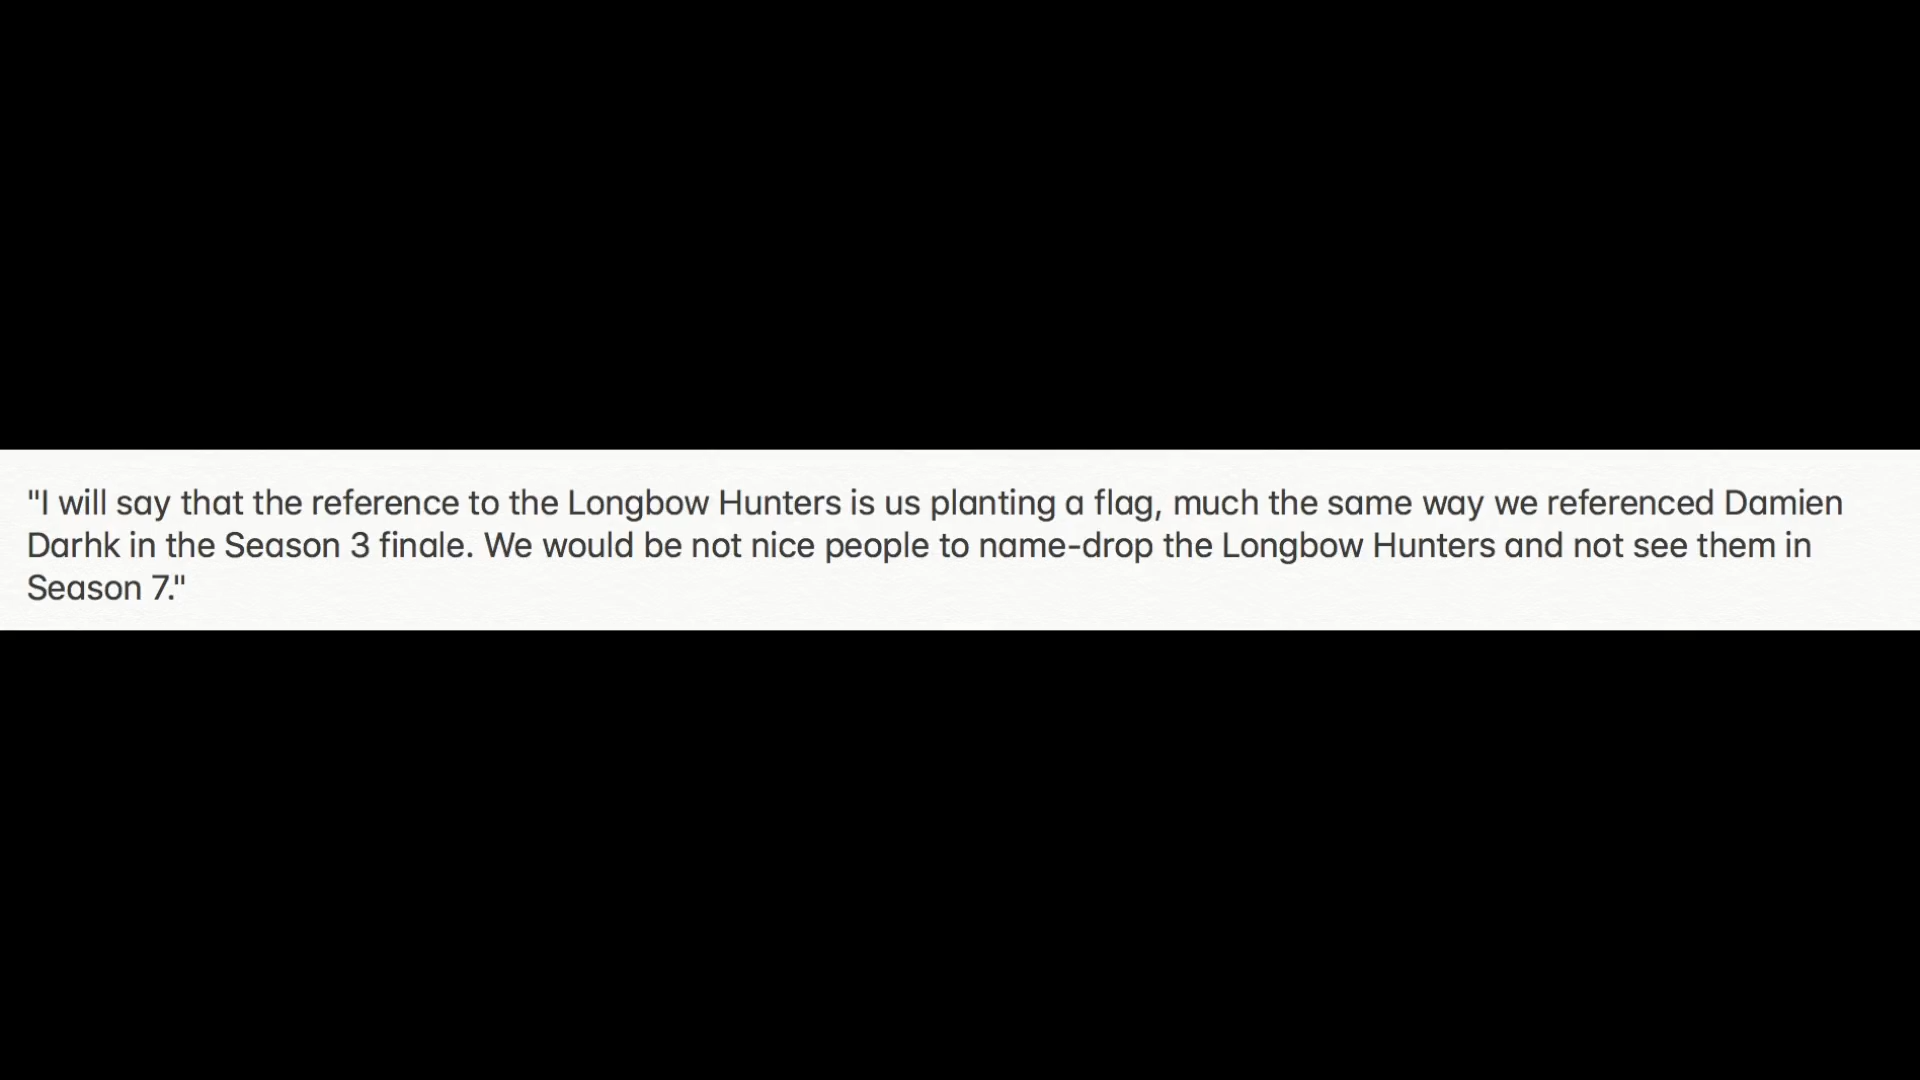 "I will say that the reference to the Longbow Hunters is us planting a flag, much the same way we referenced Damien
Darhk in the Season 3 finale. We would be not nice people to name-drop the Longbow Hunters and not see them in
Season 7."